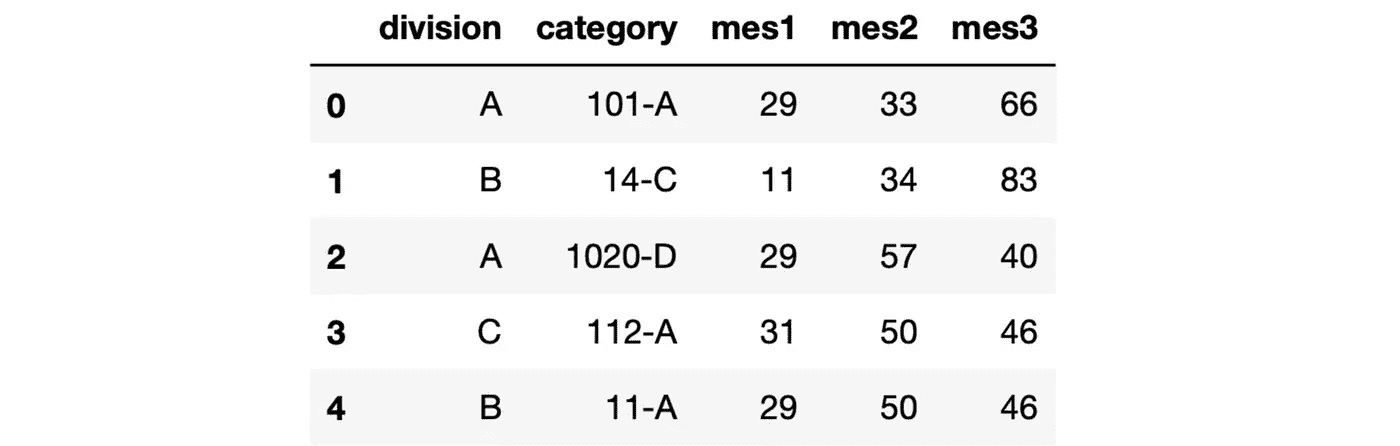 division category mes1 mes2 mes3
0 A 101-A 29 33 66
1 B 14-C 11 34 83
2 A 1020-D 29 57 40
3 C 112-A 31 50 46
4 B 11-A 29 50 46